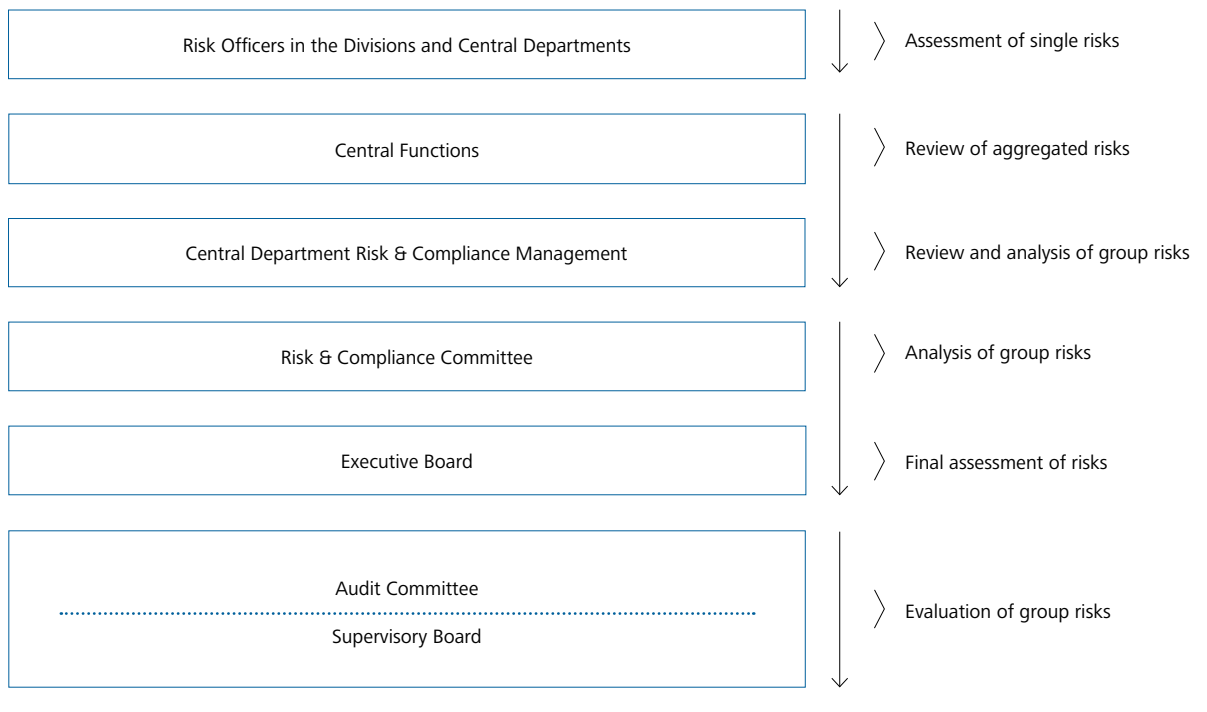 Risk Officers in the Divisions and Central Departments
Assessment of single risks
Central Functions
Review of aggregated risks
Central Department Risk & Compliance Management
Review and analysis of group risks
Risk & Compliance Committee
Analysis of group risks
Executive Board
Final assessment of risks
Audit Committee
Supervisory Board
Evaluation of group risks